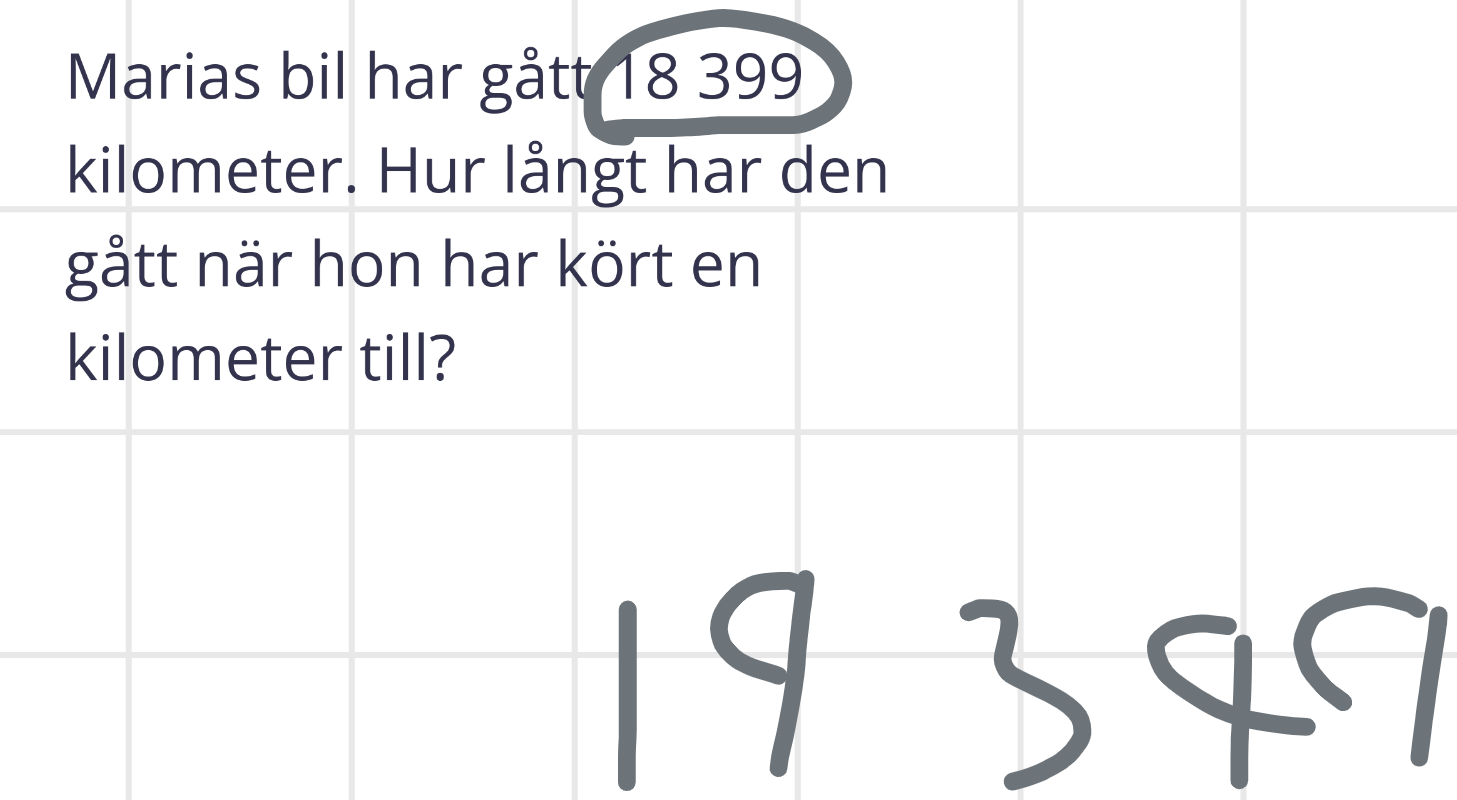 Marias bil har gått 18 399
kilometer. Hur långt har den
gått när hon har kört en
kilometer till?
19 399